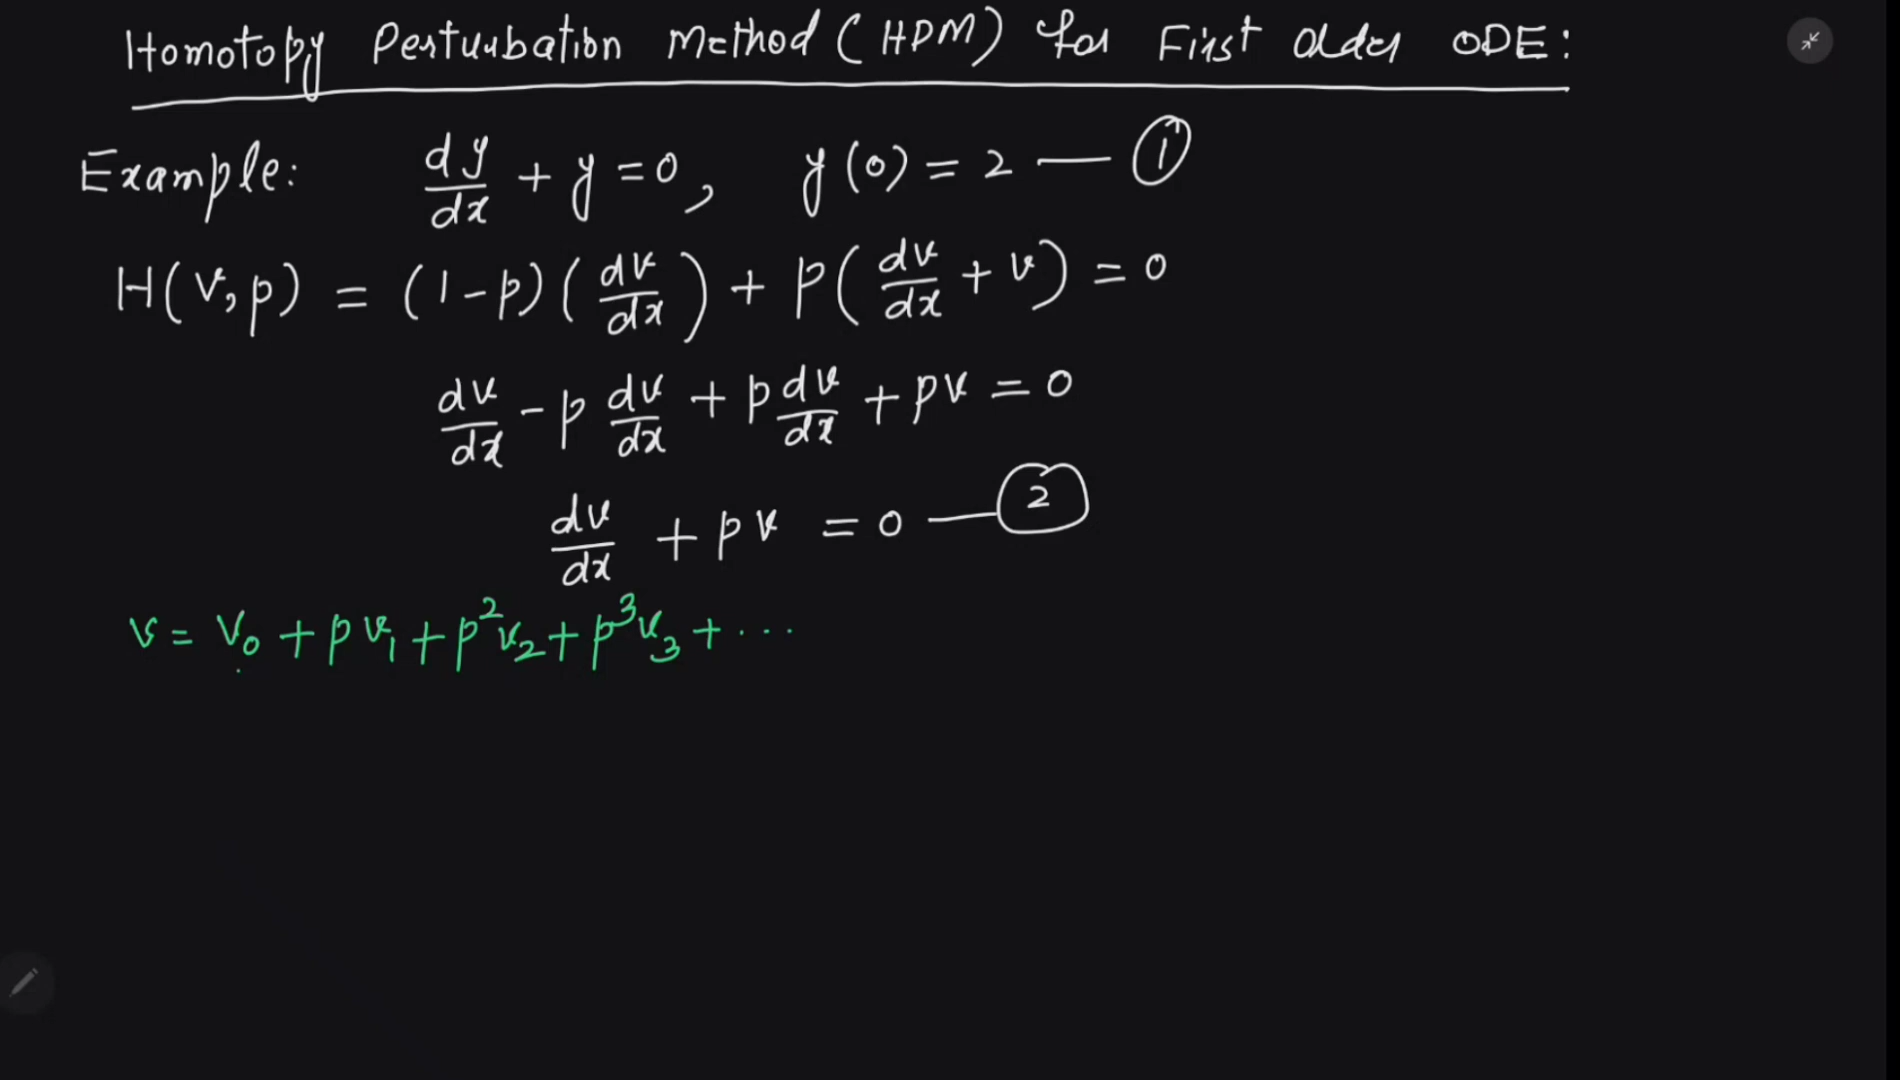 Homotopy Perturbation Method (HPM) for First Order ODE:
Example: dy/dx + y = 0, y(0) = 2 — ①
H(v,p) = (1-p)(dv/dx) + p(dv/dx + v) = 0
dv/dx - p dv/dx + p dv/dx + pv = 0
dv/dx + pv = 0 — ②
v = v₀ + pv₁ + p²v₂ + p³v₃ + ...